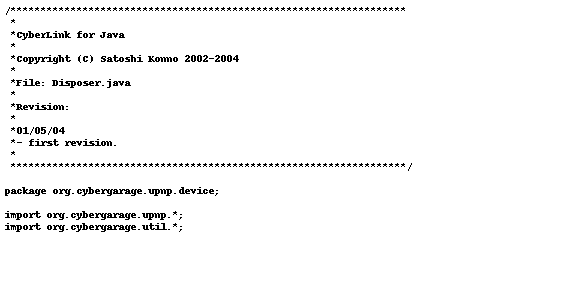 /******************************************************************
 *
 *CyberLink for Java
 *
 *Copyright (C) Satoshi Konno 2002-2004
 *
 *File: Disposer.java
 *
 *Revision:
 *
 *01/05/04
 *- first revision.
 *
 ******************************************************************/

package org.cybergarage.upnp.device;

import org.cybergarage.upnp.*;
import org.cybergarage.util.*;